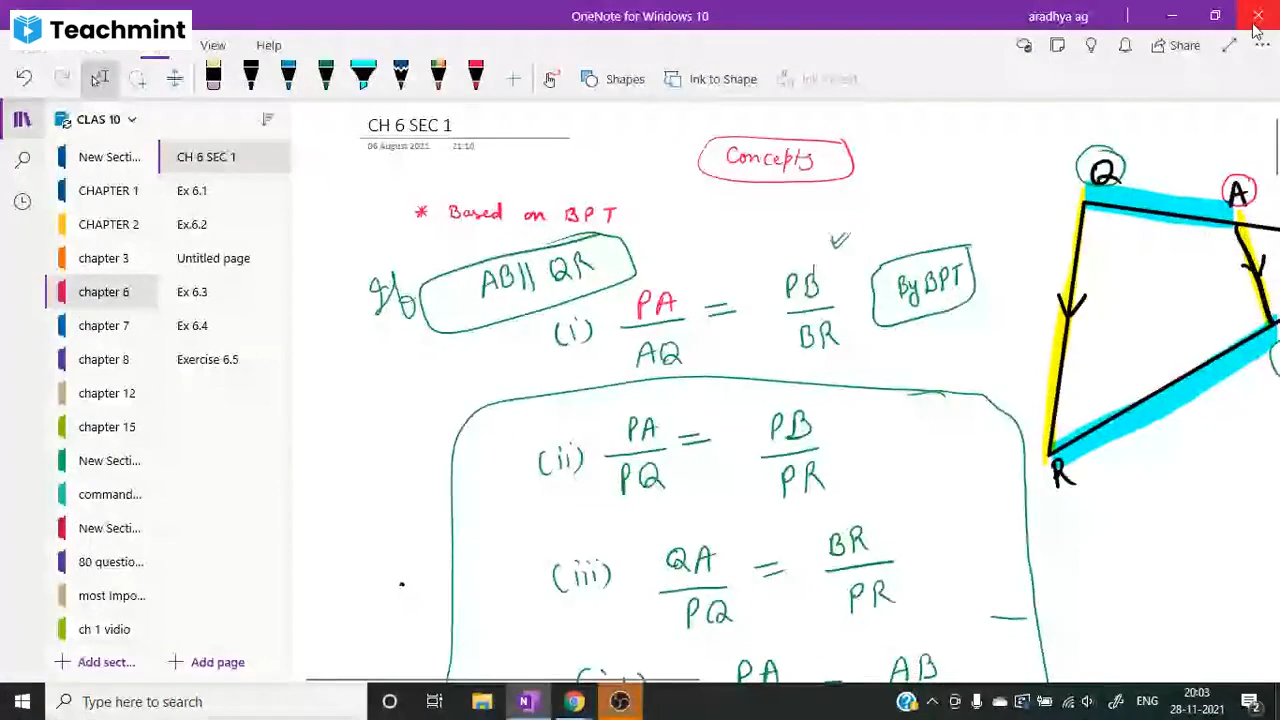 Teachmint
OneNote for Windows 10
aradhya ag
View Help
Share
Shapes
Ink to Shape
CLAS 10
New Secti...
CHAPTER 1
CHAPTER 2
chapter 3
chapter 6
chapter 7
chapter 8
chapter 12
chapter 15
New Secti...
command...
New Secti...
80 questio...
most impo...
ch 1 vidio
Add sect...
CH 6 SEC 1
Ex 6.1
Ex.6.2
Untitled page
Ex 6.3
Ex 6.4
Exercise 6.5
Add page
CH 6 SEC 1
06 August 2021 21:10
Concepts
* Based on BPT
If AB || QR
(i) PA/AQ = PB/BR By BPT
(ii) PA/PQ = PB/PR
(iii) QA/PQ = BR/PR
PA = AB
Q
A
R
Type here to search
ENG
20:03
28-11-2021
2